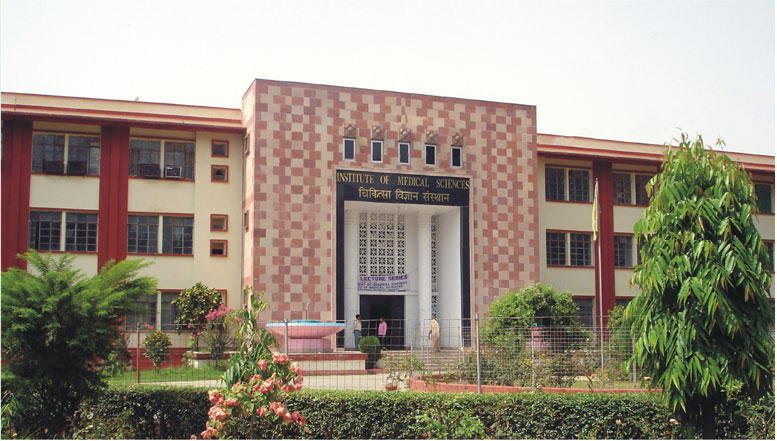 INSTITUTE OF MEDICAL SCIENCES
चिकित्सा विज्ञान संस्थान
LECTURE SERIES